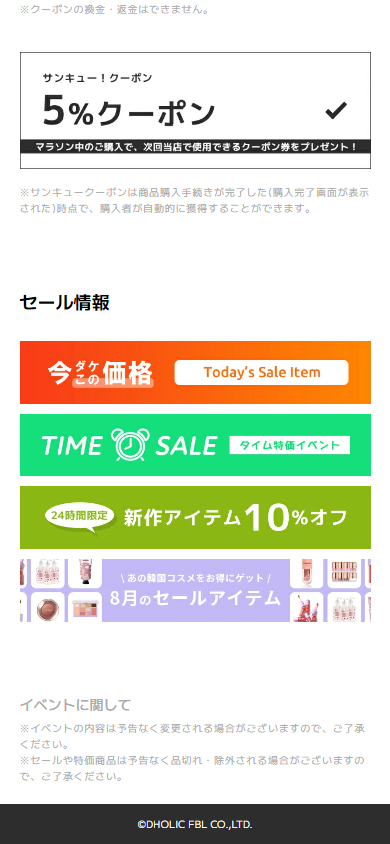 ※クーポンの換金・返金はできません。
サンキュー！クーポン
5%クーポン
マラソン中のご購入で、次回当店で使用できるクーポン券をプレゼント！
※サンキュークーポンは商品購入手続きが完了した(購入完了画面が表示
された)時点で、購入者が自動的に獲得することができます。
セール情報
今ダケこの価格 Today's Sale Item
TIME SALE タイム特価イベント
24時間限定 新作アイテム10%オフ
\ あの韓国コスメをお得にゲット /
8月のセールアイテム
イベントに関して
※イベントの内容は予告なく変更される場合がございますので、ご了承
ください。
※セールや特価商品は予告なく品切れ・除外される場合がございますの
で、ご了承ください。
©DHOLIC FBL CO.,LTD.